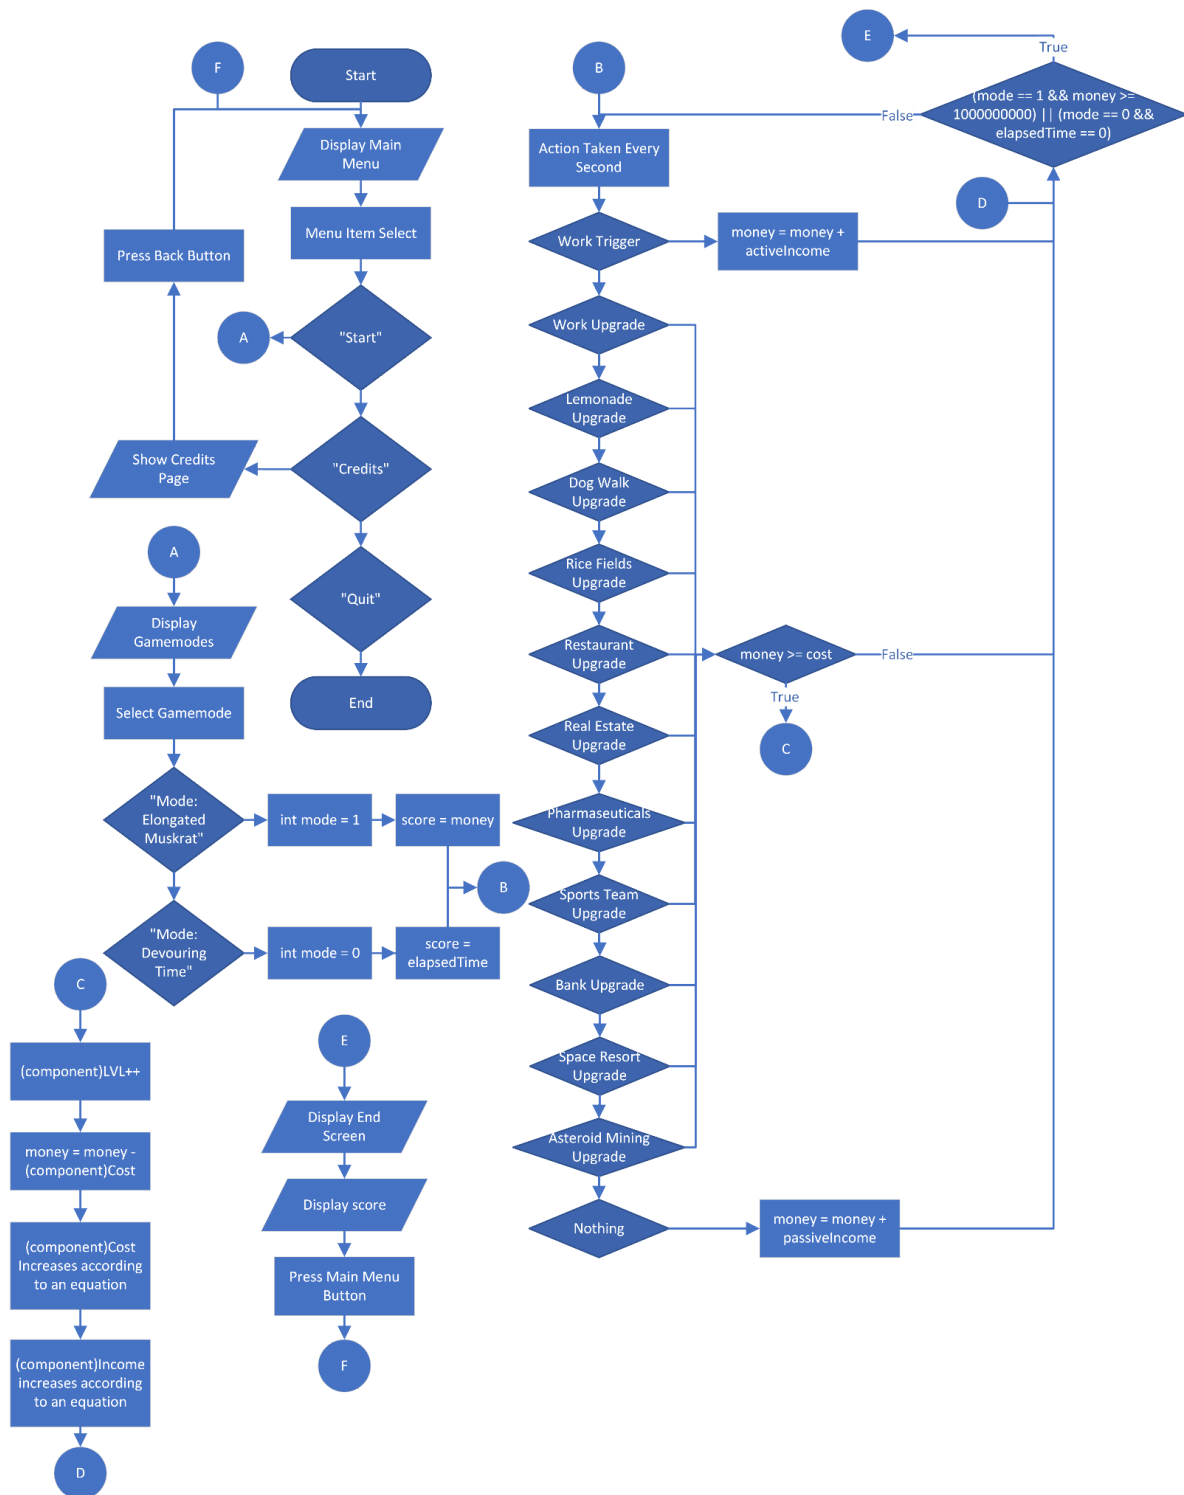 F
Start
Display Main
Menu
Menu Item Select
Press Back Button
"Start"
A
"Credits"
Show Credits
Page
"Quit"
End
A
Display
Gamemodes
Select Gamemode
"Mode:
Elongated
Muskrat"
int mode = 1
score = money
B
"Mode:
Devouring
Time"
int mode = 0
score =
elapsedTime
C
(component)LVL++
money = money -
(component)Cost
(component)Cost
Increases according
to an equation
(component)Income
increases according
to an equation
D
E
Display End
Screen
Display score
Press Main Menu
Button
F
B
Action Taken Every
Second
Work Trigger
money = money +
activeIncome
Work Upgrade
Lemonade
Upgrade
Dog Walk
Upgrade
Rice Fields
Upgrade
Restaurant
Upgrade
Real Estate
Upgrade
Pharmaseuticals
Upgrade
Sports Team
Upgrade
Bank Upgrade
Space Resort
Upgrade
Asteroid Mining
Upgrade
Nothing
money = money +
passiveIncome
money >= cost
False
True
C
D
E
True
(mode == 1 && money >=
1000000000) || (mode == 0 &&
elapsedTime == 0)
False